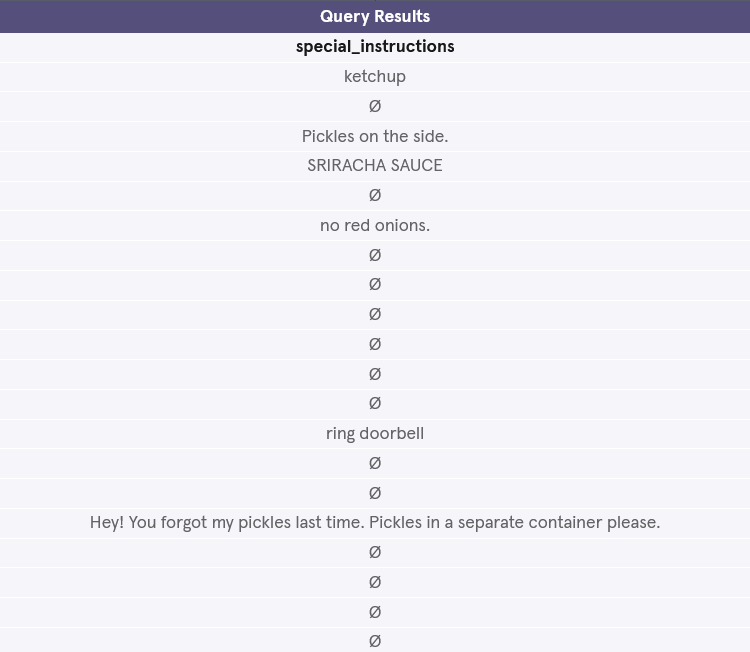 Query Results
special_instructions
ketchup
Ø
Pickles on the side.
SRIRACHA SAUCE
Ø
no red onions.
Ø
Ø
Ø
Ø
Ø
Ø
ring doorbell
Ø
Ø
Hey! You forgot my pickles last time. Pickles in a separate container please.
Ø
Ø
Ø
Ø